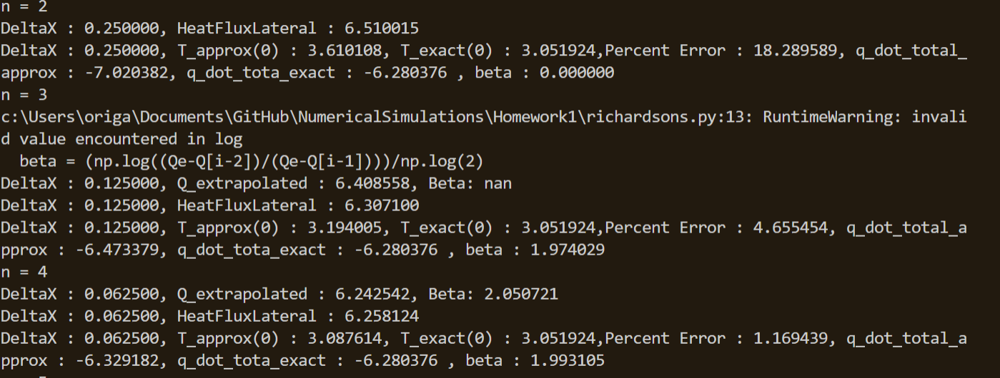 n = 2
DeltaX : 0.250000, HeatFluxLateral : 6.510015
DeltaX : 0.250000, T_approx(0) : 3.610108, T_exact(0) : 3.051924,Percent Error : 18.289589, q_dot_total_
approx : -7.020382, q_dot_tota_exact : -6.280376 , beta : 0.000000
n = 3
c:\Users\origa\Documents\GitHub\NumericalSimulations\Homework1\richardsons.py:13: RuntimeWarning: invali
d value encountered in log
  beta = (np.log((Qe-Q[i-2])/(Qe-Q[i-1])))/np.log(2)
DeltaX : 0.125000, Q_extrapolated : 6.408558, Beta: nan
DeltaX : 0.125000, HeatFluxLateral : 6.307100
DeltaX : 0.125000, T_approx(0) : 3.194005, T_exact(0) : 3.051924,Percent Error : 4.655454, q_dot_total_a
pprox : -6.473379, q_dot_tota_exact : -6.280376 , beta : 1.974029
n = 4
DeltaX : 0.062500, Q_extrapolated : 6.242542, Beta: 2.050721
DeltaX : 0.062500, HeatFluxLateral : 6.258124
DeltaX : 0.062500, T_approx(0) : 3.087614, T_exact(0) : 3.051924,Percent Error : 1.169439, q_dot_total_a
pprox : -6.329182, q_dot_tota_exact : -6.280376 , beta : 1.993105